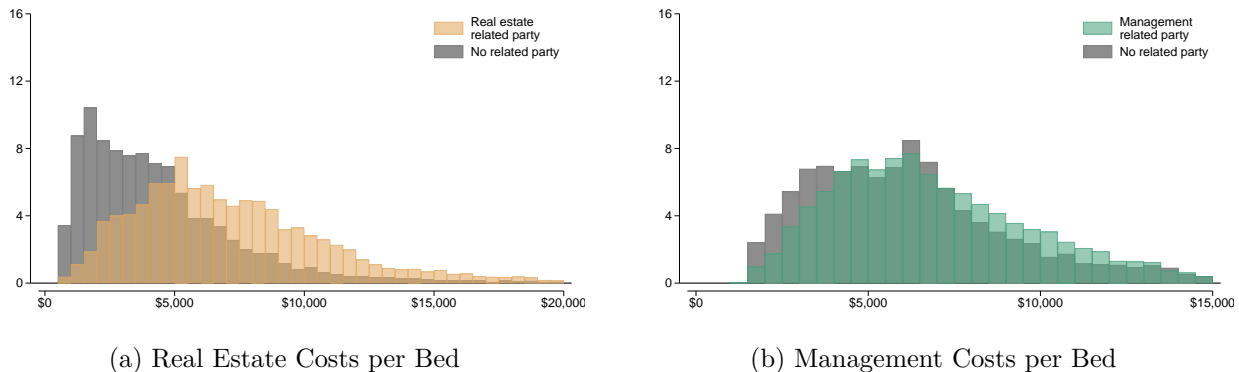 16
12
8
4
0
$0
$5,000
$10,000
$15,000
$20,000
Real estate
related party
No related party
(a) Real Estate Costs per Bed
16
12
8
4
0
$0
$5,000
$10,000
$15,000
Management
related party
No related party
(b) Management Costs per Bed